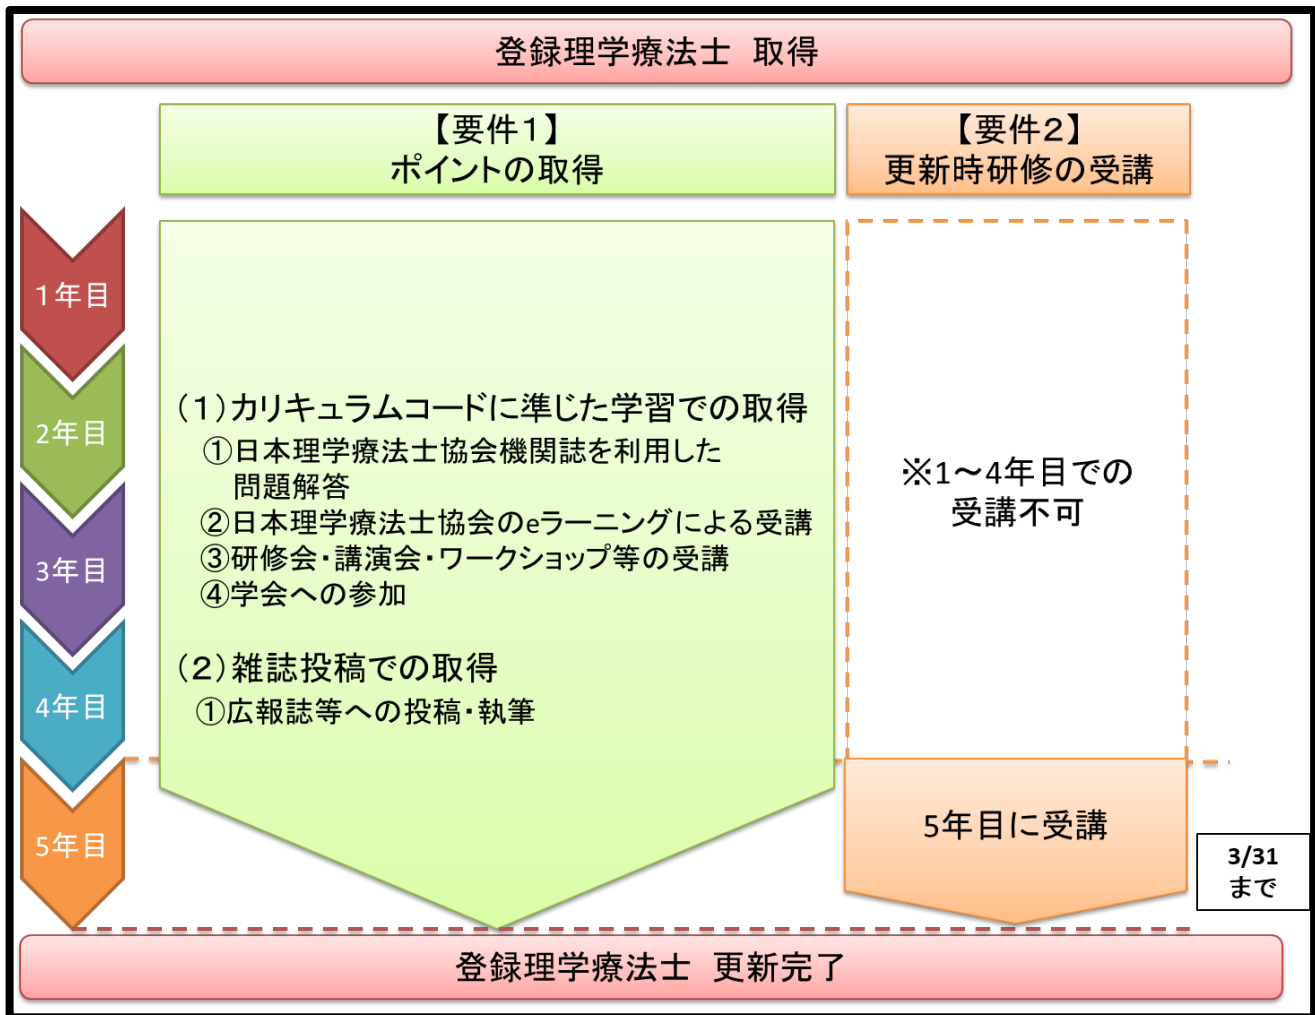 登録理学療法士 取得
【要件1】
ポイントの取得
【要件2】
更新時研修の受講
1年目
2年目
3年目
4年目
5年目
(1)カリキュラムコードに準じた学習での取得
①日本理学療法士協会機関誌を利用した
問題解答
②日本理学療法士協会のeラーニングによる受講
③研修会・講演会・ワークショップ等の受講
④学会への参加
(2)雑誌投稿での取得
①広報誌等への投稿・執筆
※1〜4年目での
受講不可
5年目に受講
3/31
まで
登録理学療法士 更新完了